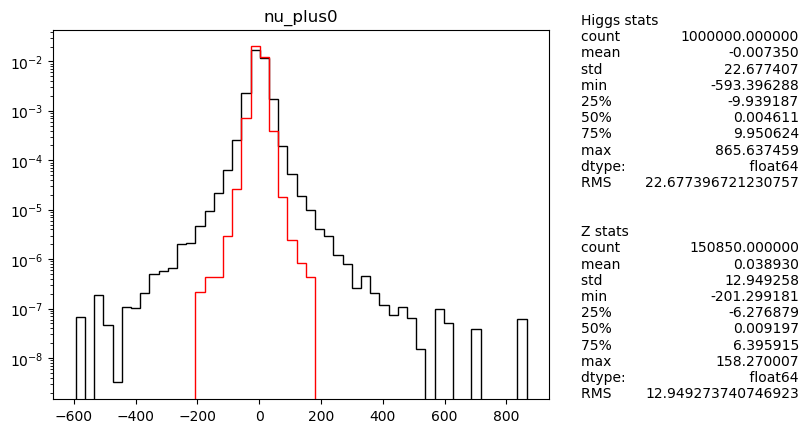 nu_plus0
10⁻²
10⁻³
10⁻⁴
10⁻⁵
10⁻⁶
10⁻⁷
10⁻⁸
−600 −400 −200 0 200 400 600 800
Higgs stats
count 1000000.000000
mean -0.007350
std 22.677407
min -593.396288
25% -9.939187
50% 0.004611
75% 9.950624
max 865.637459
dtype: float64
RMS 22.677396721230757
Z stats
count 150850.000000
mean 0.038930
std 12.949258
min -201.299181
25% -6.276879
50% 0.009197
75% 6.395915
max 158.270007
dtype: float64
RMS 12.949273740746923